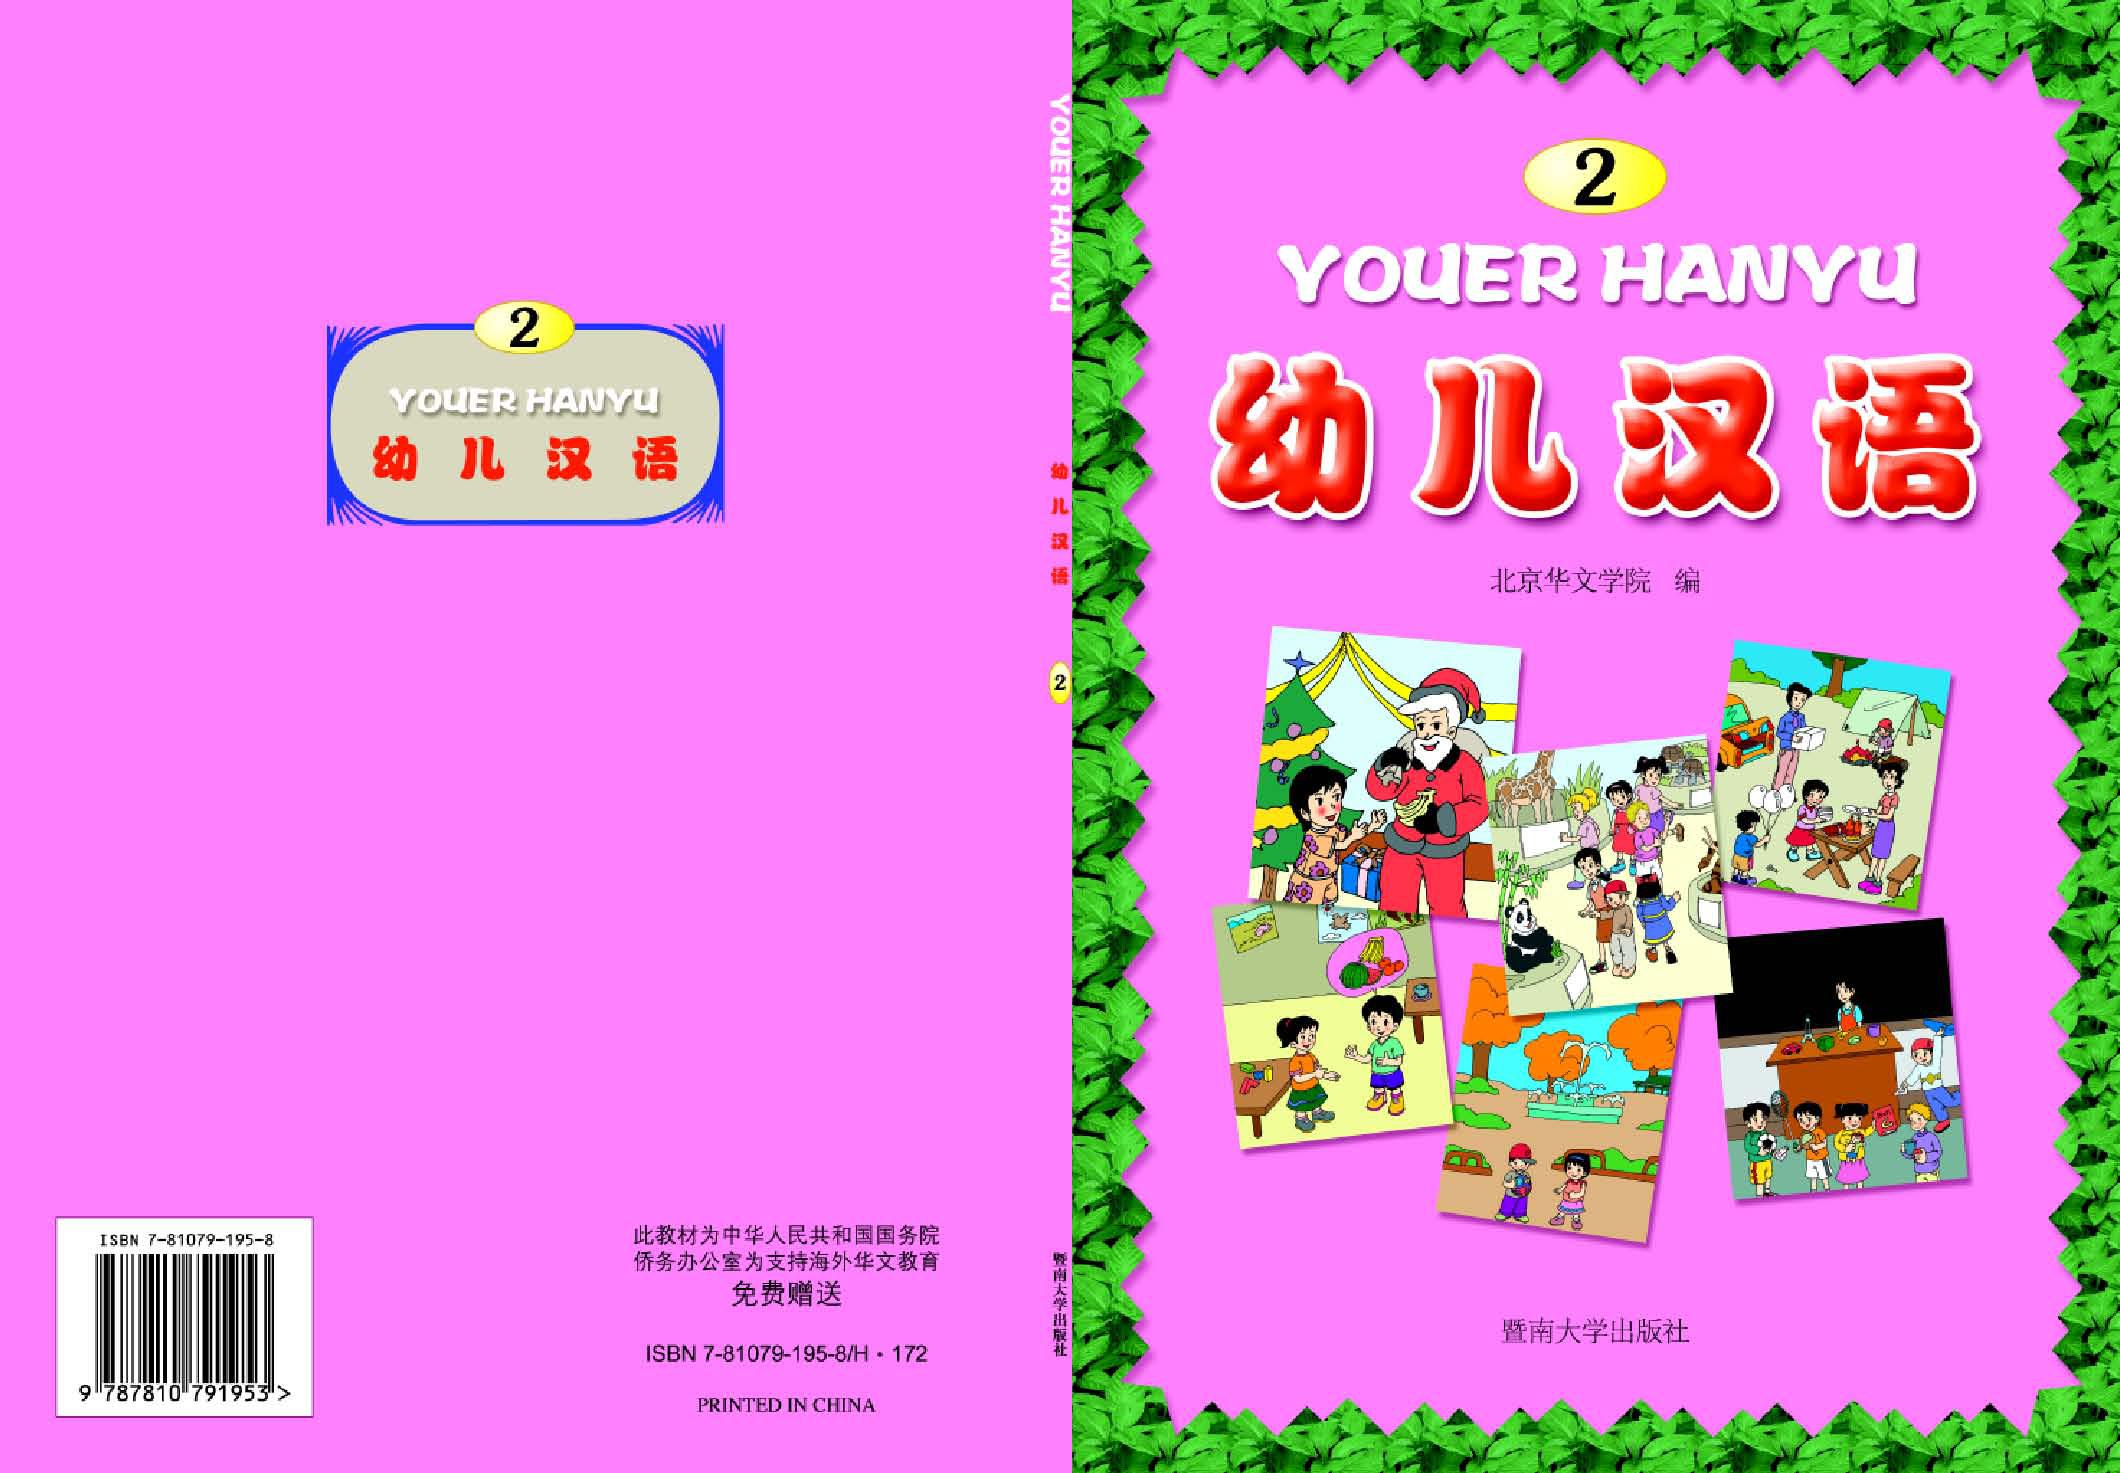 2
YOUER HANYU
幼儿汉语
ISBN 7-81079-195-8
9 787810 791953 >
此教材为中华人民共和国国务院
侨务办公室为支持海外华文教育
免费赠送
ISBN 7-81079-195-8/H·172
PRINTED IN CHINA
YOUER HANYU
幼儿汉语
2
暨南大学出版社
2
YOUER HANYU
幼儿汉语
北京华文学院 编
暨南大学出版社